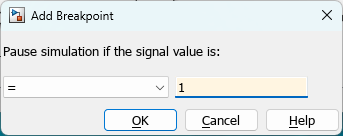 Add Breakpoint
Pause simulation if the signal value is:
= 1
OK Cancel Help